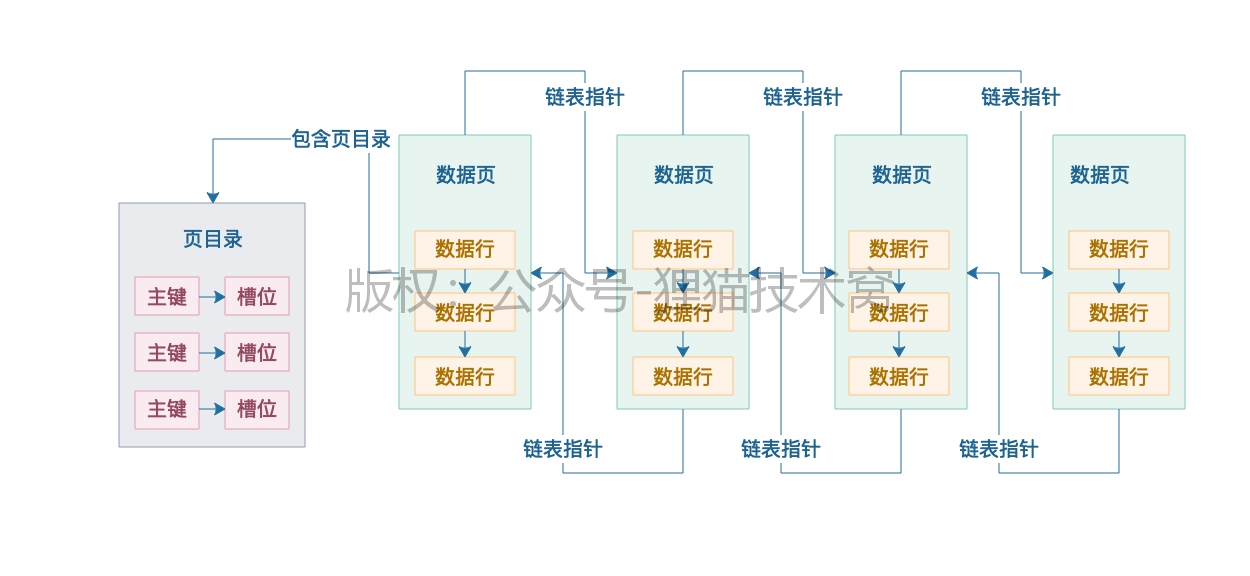 链表指针
链表指针
链表指针
包含页目录
页目录
主键
槽位
主键
槽位
主键
槽位
数据页
数据行
数据行
数据行
数据页
数据行
数据行
数据行
数据页
数据行
数据行
数据行
数据页
数据行
数据行
数据行
链表指针
链表指针
链表指针
版权：公众号-狸猫技术窝